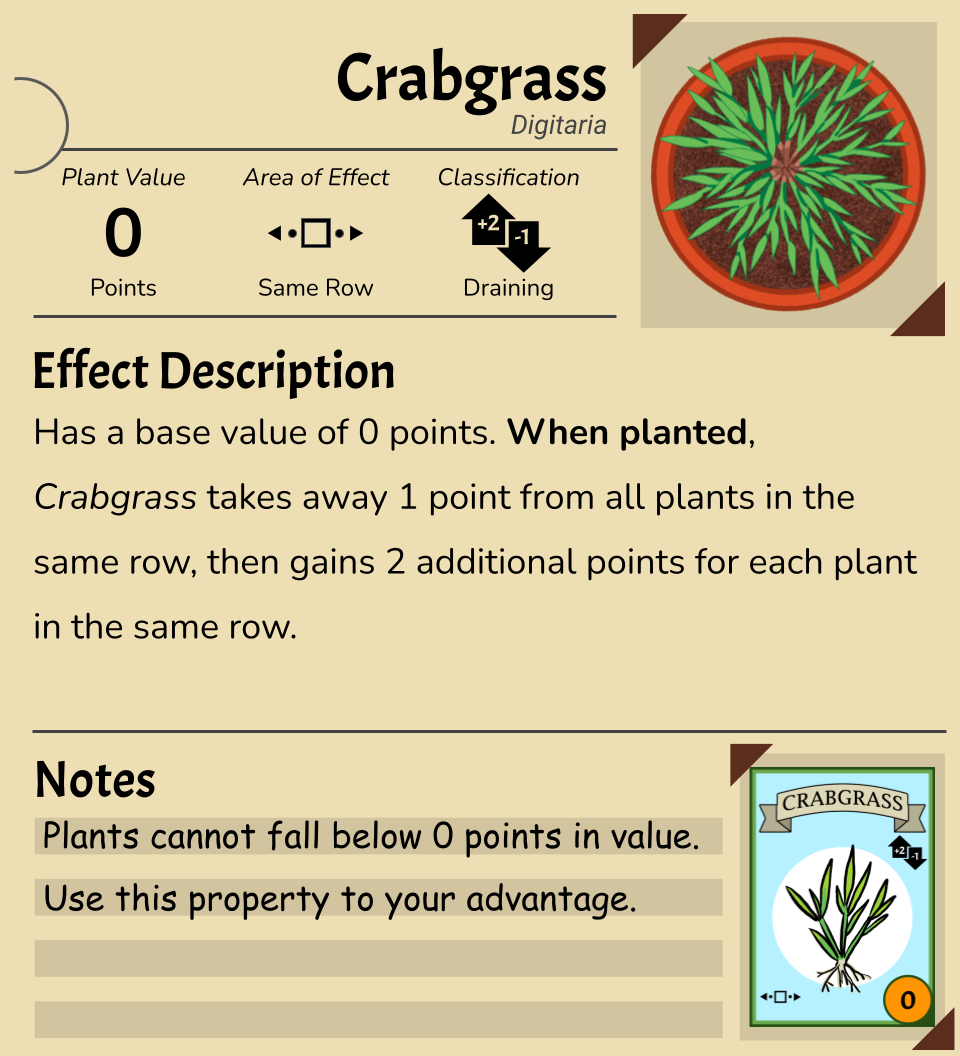 Crabgrass
Digitaria
Plant Value
Area of Effect
Classification
0
+2
-1
Points
Same Row
Draining
Effect Description
Has a base value of 0 points. When planted,
Crabgrass takes away 1 point from all plants in the
same row, then gains 2 additional points for each plant
in the same row.
Notes
Plants cannot fall below 0 points in value.
Use this property to your advantage.
CRABGRASS
+2
-1
0